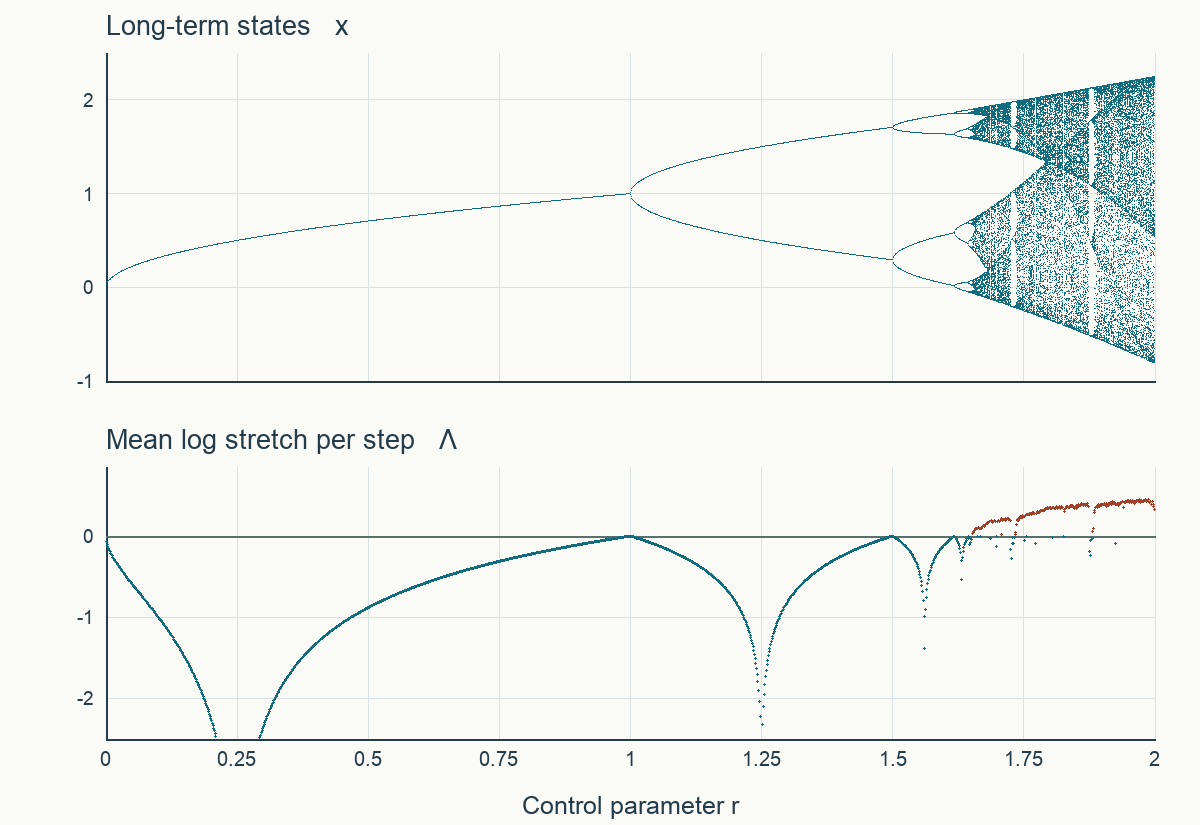 Long-term states x
2
1
0
-1
Mean log stretch per step Λ
0
-1
-2
0 0.25 0.5 0.75 1 1.25 1.5 1.75 2
Control parameter r